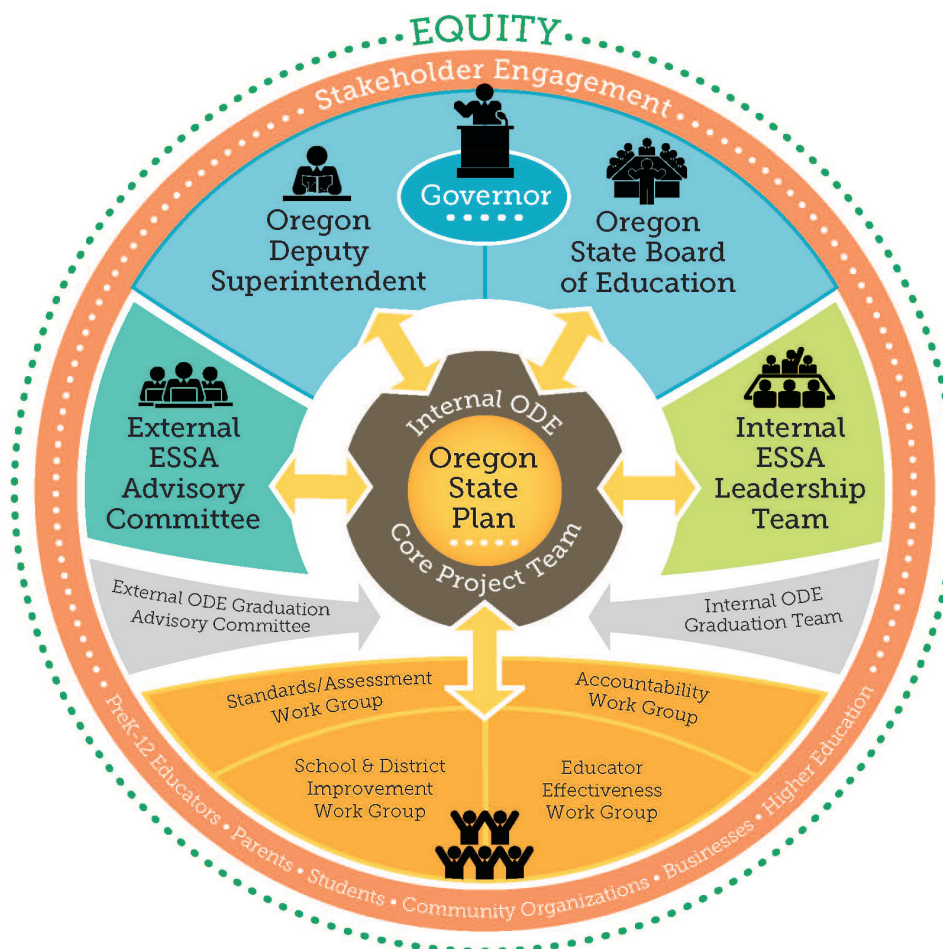 EQUITY
Stakeholder Engagement
Governor
Oregon
Deputy
Superintendent
Oregon
State Board
of Education
External
ESSA
Advisory
Committee
Internal ODE
Oregon
State
Plan
Core Project Team
Internal
ESSA
Leadership
Team
External ODE Graduation
Advisory Committee
Internal ODE
Graduation Team
Standards/Assessment
Work Group
Accountability
Work Group
School & District
Improvement
Work Group
Educator
Effectiveness
Work Group
PreK-12 Educators • Parents • Students • Community Organizations • Businesses • Higher Education